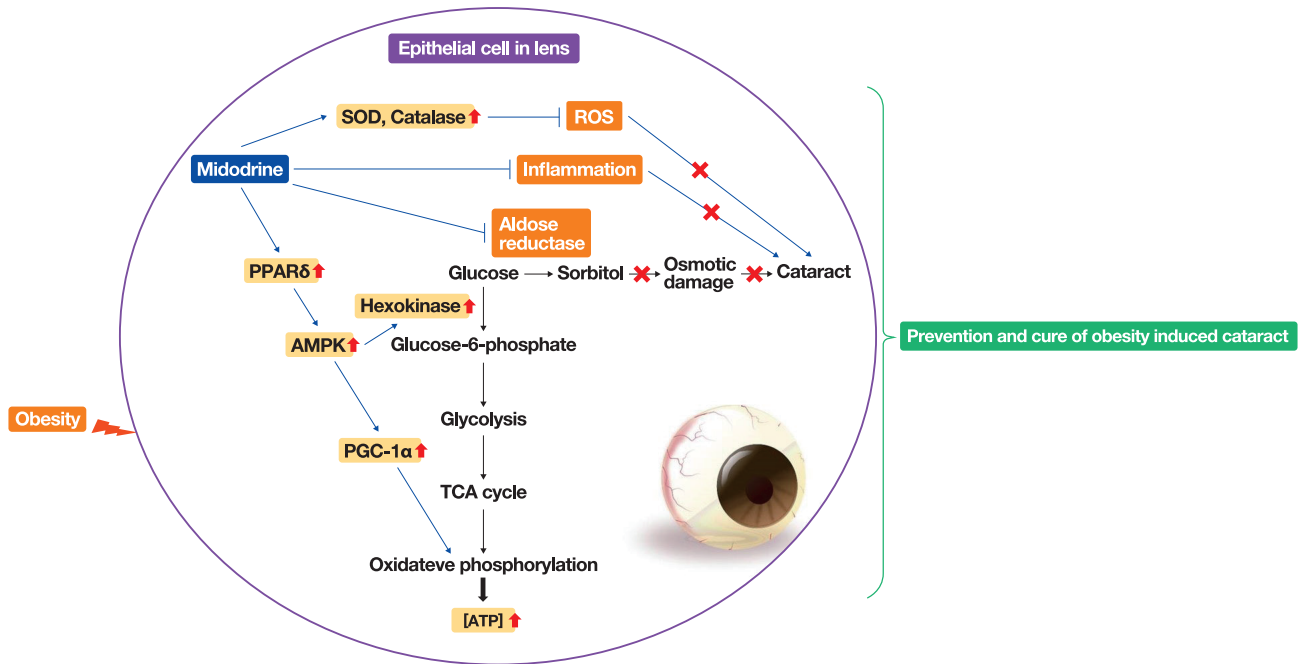 Epithelial cell in lens
SOD, Catalase
ROS
Midodrine
Inflammation
Aldose
reductase
PPARδ
Glucose
Sorbitol
Osmotic
damage
Cataract
Hexokinase
AMPK
Glucose-6-phosphate
Prevention and cure of obesity induced cataract
Obesity
Glycolysis
PGC-1α
TCA cycle
Oxidateve phosphorylation
[ATP]